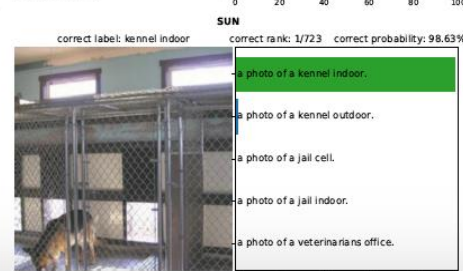 0 20 40 60 80 100
SUN
correct label: kennel indoor correct rank: 1/723 correct probability: 98.63%
a photo of a kennel indoor.
a photo of a kennel outdoor.
a photo of a jail cell.
a photo of a jail indoor.
a photo of a veterinarians office.